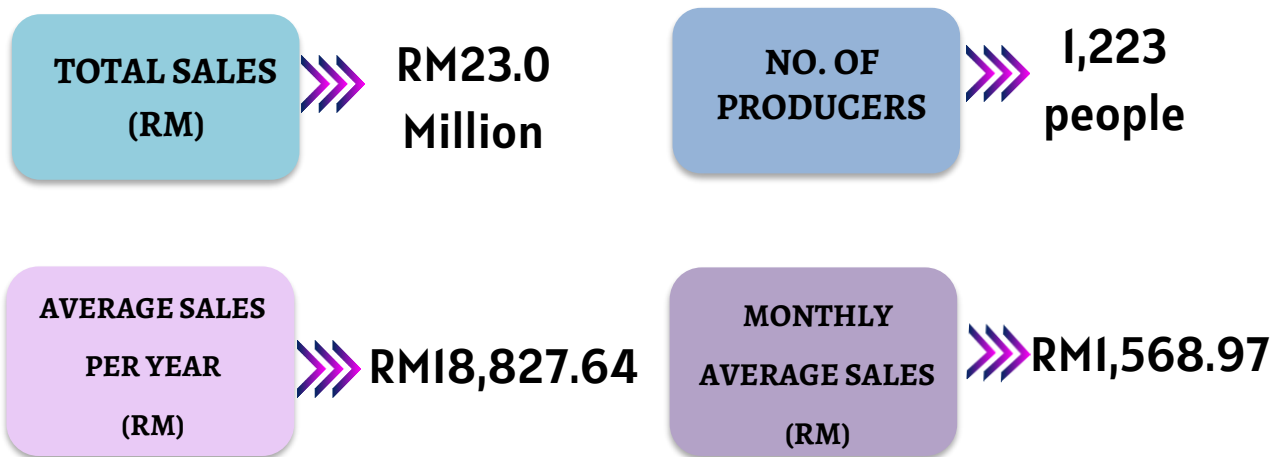 TOTAL SALES
(RM)
RM23.0
Million
NO. OF
PRODUCERS
1,223
people
AVERAGE SALES
PER YEAR
(RM)
RM18,827.64
MONTHLY
AVERAGE SALES
(RM)
RM1,568.97